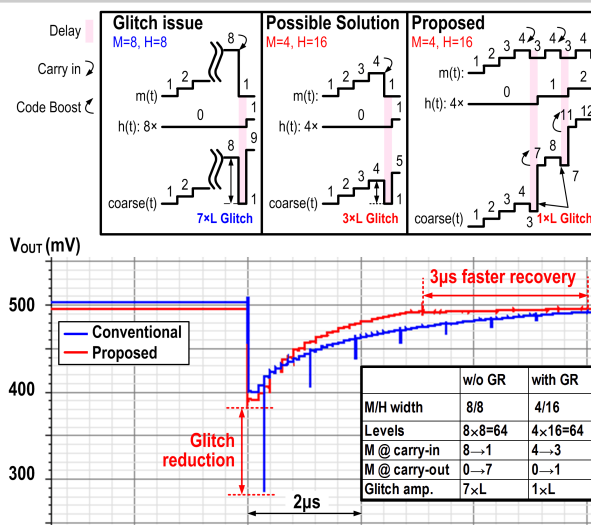 Delay
Carry in
Code Boost
Glitch issue
M=8, H=8
8
1 2
1
m(t)
0
1
h(t): 8×
9
8
1 2
1
coarse(t)
7×L Glitch
Possible Solution
M=4, H=16
1 2 3 4
1
m(t):
0
1
h(t): 4×
5
1 2 3 4
1
coarse(t)
3×L Glitch
Proposed
M=4, H=16
1 2 3 4 3 4 3 4
m(t):
0 1 2
h(t): 4×
11 12
7 8
7
1 2 3 4
3
coarse(t)
1×L Glitch
VOUT (mV)
500
400
300
3µs faster recovery
Conventional
Proposed
Glitch
reduction
2µs
w/o GR with GR
M/H width 8/8 4/16
Levels 8×8=64 4×16=64
M @ carry-in 8→1 4→3
M @ carry-out 0→7 0→1
Glitch amp. 7×L 1×L